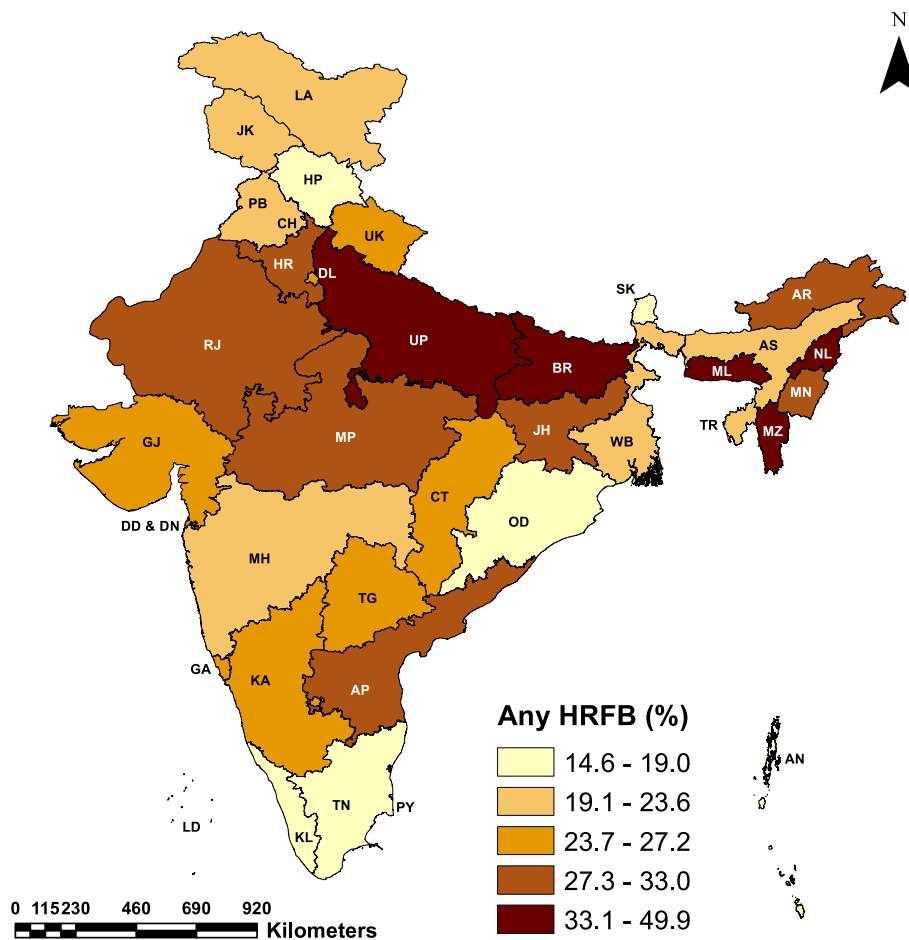 N
LA
JK
HP
PB
CH
UK
HR
DL
SK
AR
RJ
UP
AS
BR
NL
ML
MN
GJ
MP
JH
TR
MZ
WB
CT
DD & DN
OD
MH
TG
GA
KA
AP
Any HRFB (%)
14.6 - 19.0
AN
19.1 - 23.6
TN
PY
LD
KL
23.7 - 27.2
27.3 - 33.0
33.1 - 49.9
0 115230 460 690 920
Kilometers